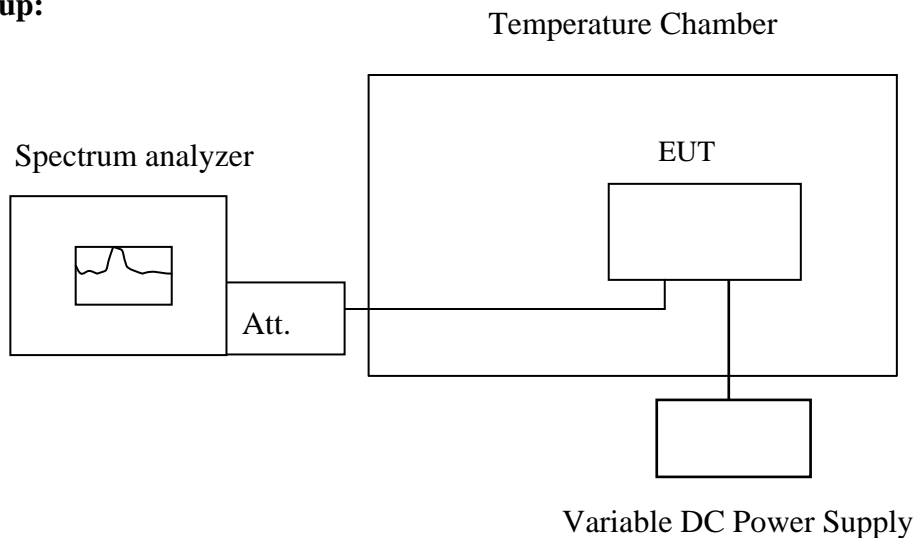 up:
Temperature Chamber
EUT
Spectrum analyzer
Att.
Variable DC Power Supply